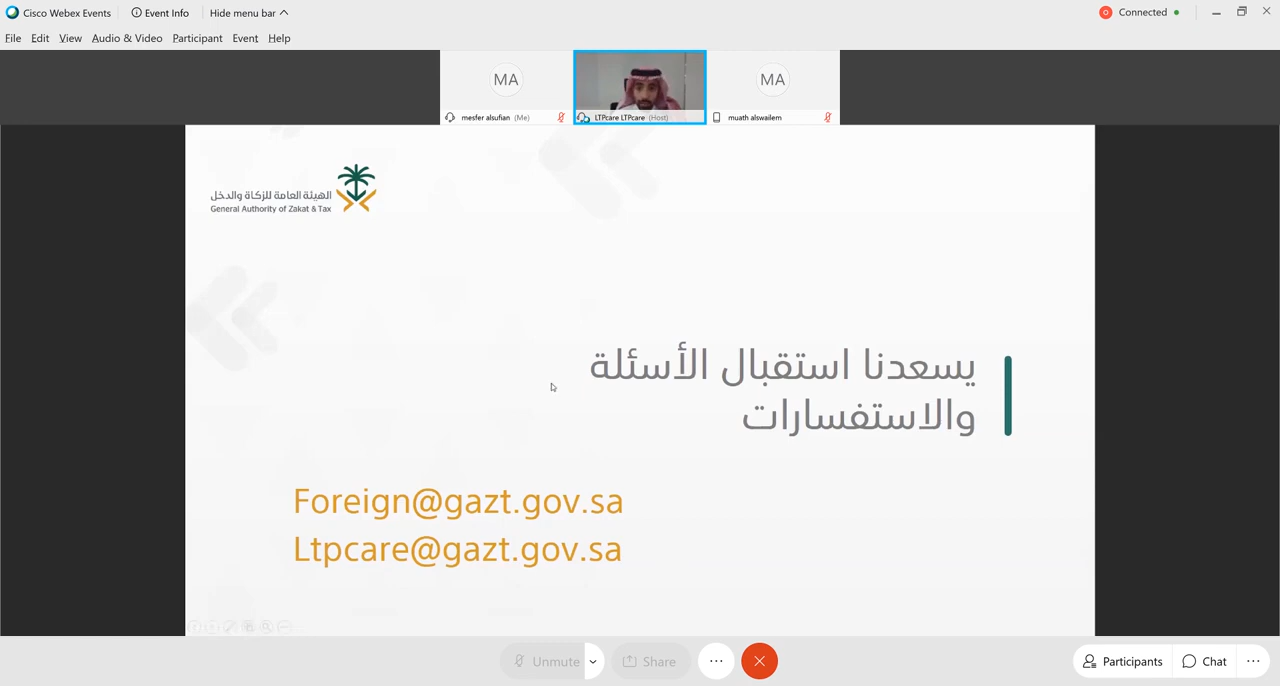 Cisco Webex Events
Event Info
Hide menu bar
Connected
File Edit View Audio & Video Participant Event Help
MA
MA
mesfer alsufian (Me)
LTPcare LTPcare (Host)
muath alswailem
الهيئة العامة للزكاة والدخل
General Authority of Zakat & Tax
يسعدنا استقبال الأسئلة
والاستفسارات
Foreign@gazt.gov.sa
Ltpcare@gazt.gov.sa
Unmute
Share
Participants
Chat